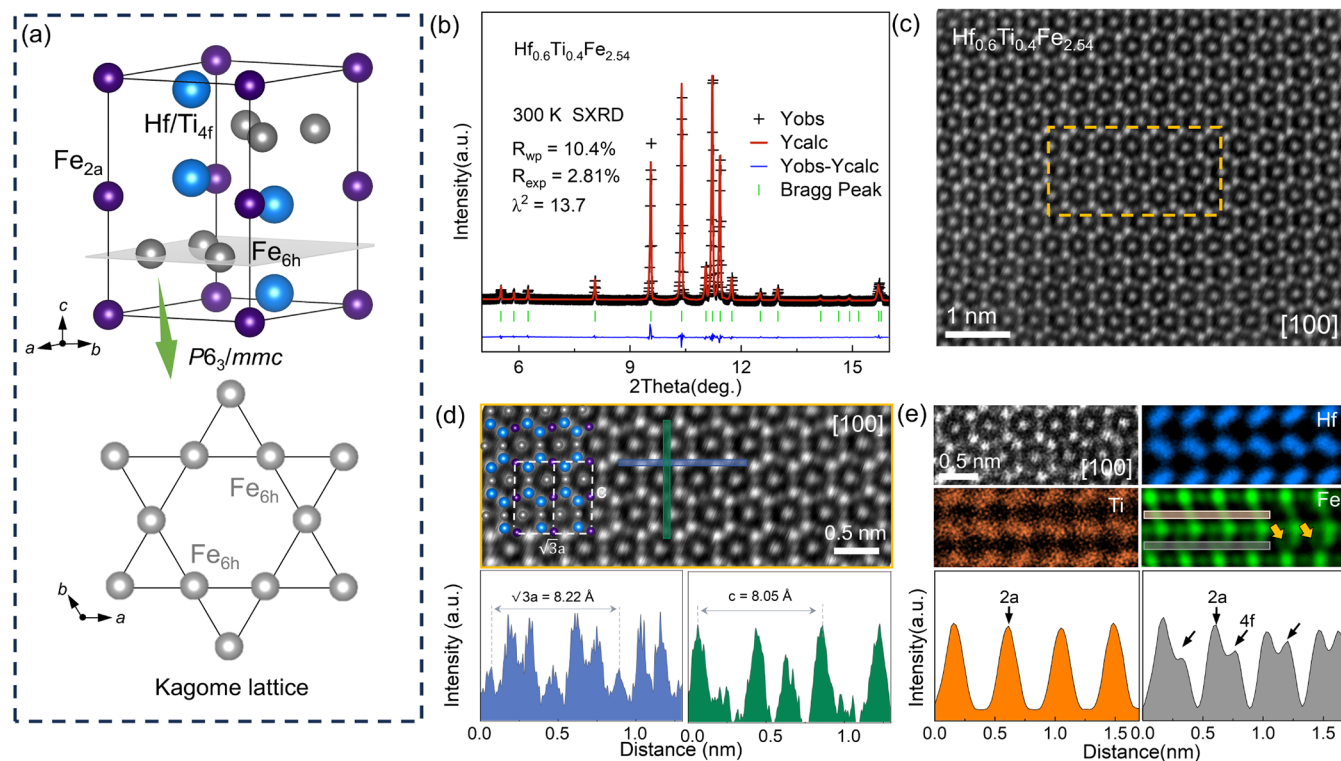 (a)
Hf/Ti4f
Fe2a
Fe6h
c
a
b
P63/mmc
Fe6h
Fe6h
b
a
Kagome lattice
(b)
Hf0.6Ti0.4Fe2.54
300 K SXRD
Rwp = 10.4%
Rexp = 2.81%
λ2 = 13.7
Yobs
Ycalc
Yobs-Ycalc
Bragg Peak
Intensity(a.u.)
6 9 12 15
2Theta(deg.)
(c)
Hf0.6Ti0.4Fe2.54
1 nm
[100]
(d)
[100]
c
√3a
0.5 nm
√3a = 8.22 Å
c = 8.05 Å
Intensity (a.u.)
0.0 0.5 1.0 0.0 0.5 1.0
Distance (nm)
(e)
0.5 nm
[100]
Hf
Ti
Fe
2a
2a
4f
Intensity(a.u.)
0.0 0.5 1.0 1.5 0.0 0.5 1.0 1.5
Distance(nm)